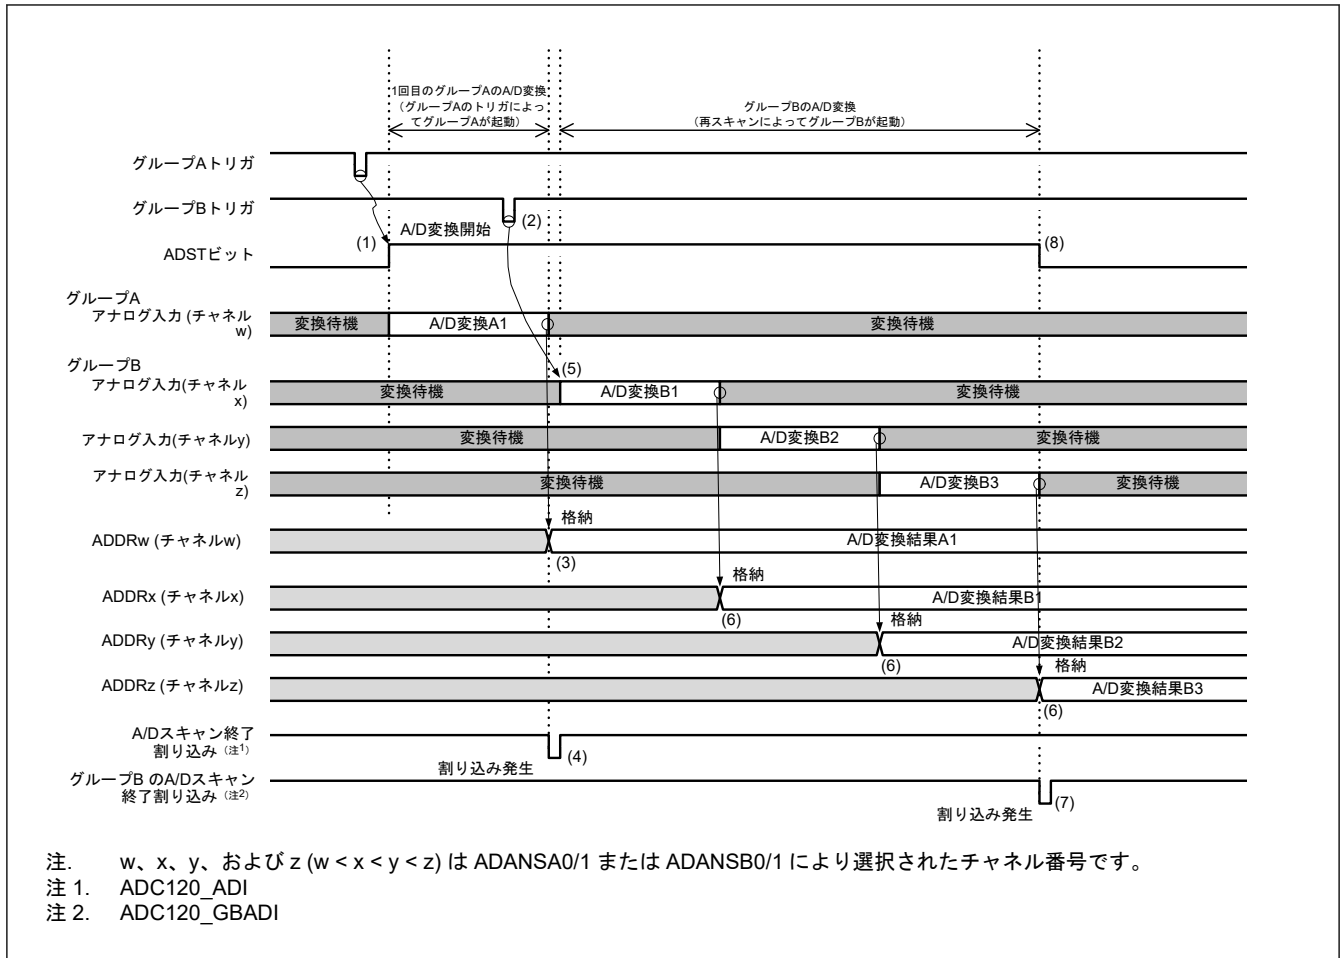 1回目のグループAのA/D変換
（グループAのトリガによっ
てグループAが起動）
グループBのA/D変換
（再スキャンによってグループBが起動）
グループAトリガ
グループBトリガ
(2)
A/D変換開始
(1)
(8)
ADSTビット
グループA
アナログ入力 (チャネル
w)
変換待機
A/D変換A1
変換待機
グループB
アナログ入力(チャネル
x)
(5)
変換待機
A/D変換B1
変換待機
アナログ入力(チャネルy)
変換待機
A/D変換B2
変換待機
アナログ入力(チャネル
z)
変換待機
A/D変換B3
変換待機
格納
ADDRw (チャネルw)
A/D変換結果A1
(3)
格納
ADDRx (チャネルx)
A/D変換結果B1
(6)
格納
ADDRy (チャネルy)
A/D変換結果B2
(6)
格納
ADDRz (チャネルz)
A/D変換結果B3
(6)
A/Dスキャン終了
割り込み（注1）
(4)
割り込み発生
グループB のA/Dスキャン
終了割り込み（注2）
(7)
割り込み発生
注. w、x、y、および z (w < x < y < z) は ADANSA0/1 または ADANSB0/1 により選択されたチャネル番号です。
注 1. ADC120_ADI
注 2. ADC120_GBADI